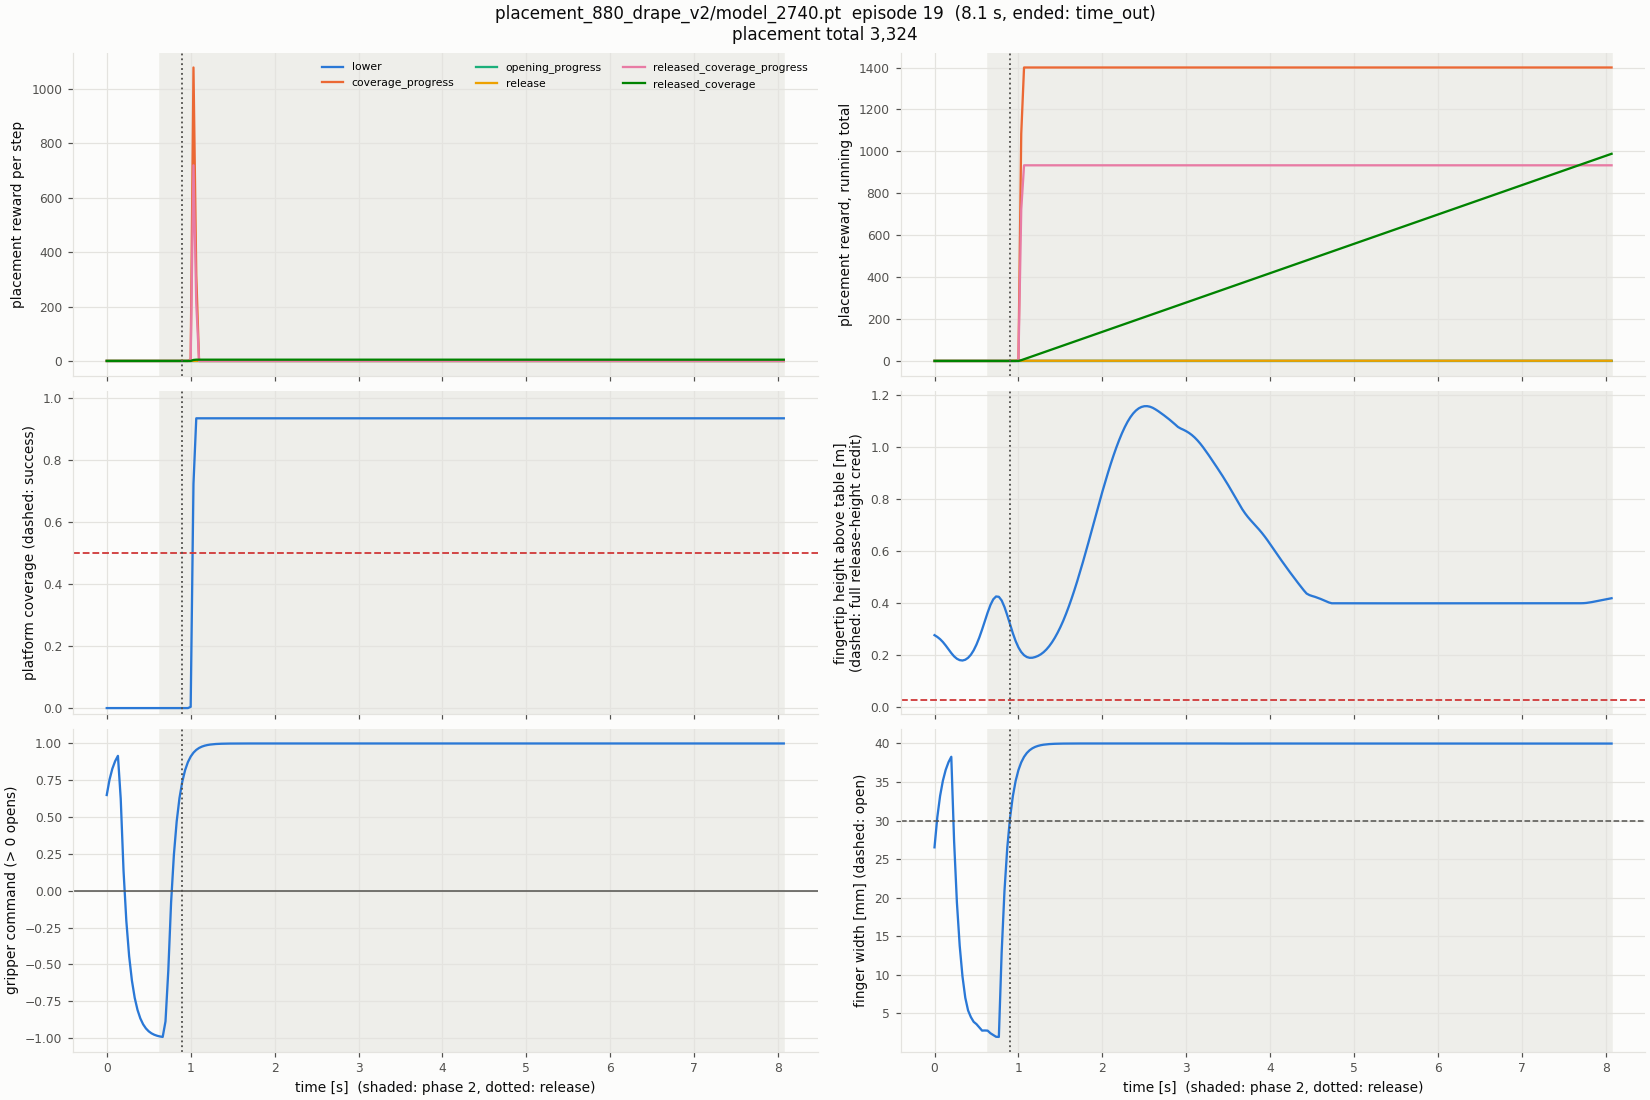 placement_880_drape_v2/model_2740.pt  episode 19  (8.1 s, ended: time_out)
placement total 3,324
placement reward per step
1000
800
600
400
200
0
lower
coverage_progress
opening_progress
release
released_coverage_progress
released_coverage
placement reward, running total
1400
1200
1000
800
600
400
200
0
platform coverage (dashed: success)
1.0
0.8
0.6
0.4
0.2
0.0
fingertip height above table [m]
(dashed: full release-height credit)
1.2
1.0
0.8
0.6
0.4
0.2
0.0
gripper command (> 0 opens)
1.00
0.75
0.50
0.25
0.00
−0.25
−0.50
−0.75
−1.00
0 1 2 3 4 5 6 7 8
time [s]  (shaded: phase 2, dotted: release)
finger width [mm] (dashed: open)
40
35
30
25
20
15
10
5
0 1 2 3 4 5 6 7 8
time [s]  (shaded: phase 2, dotted: release)